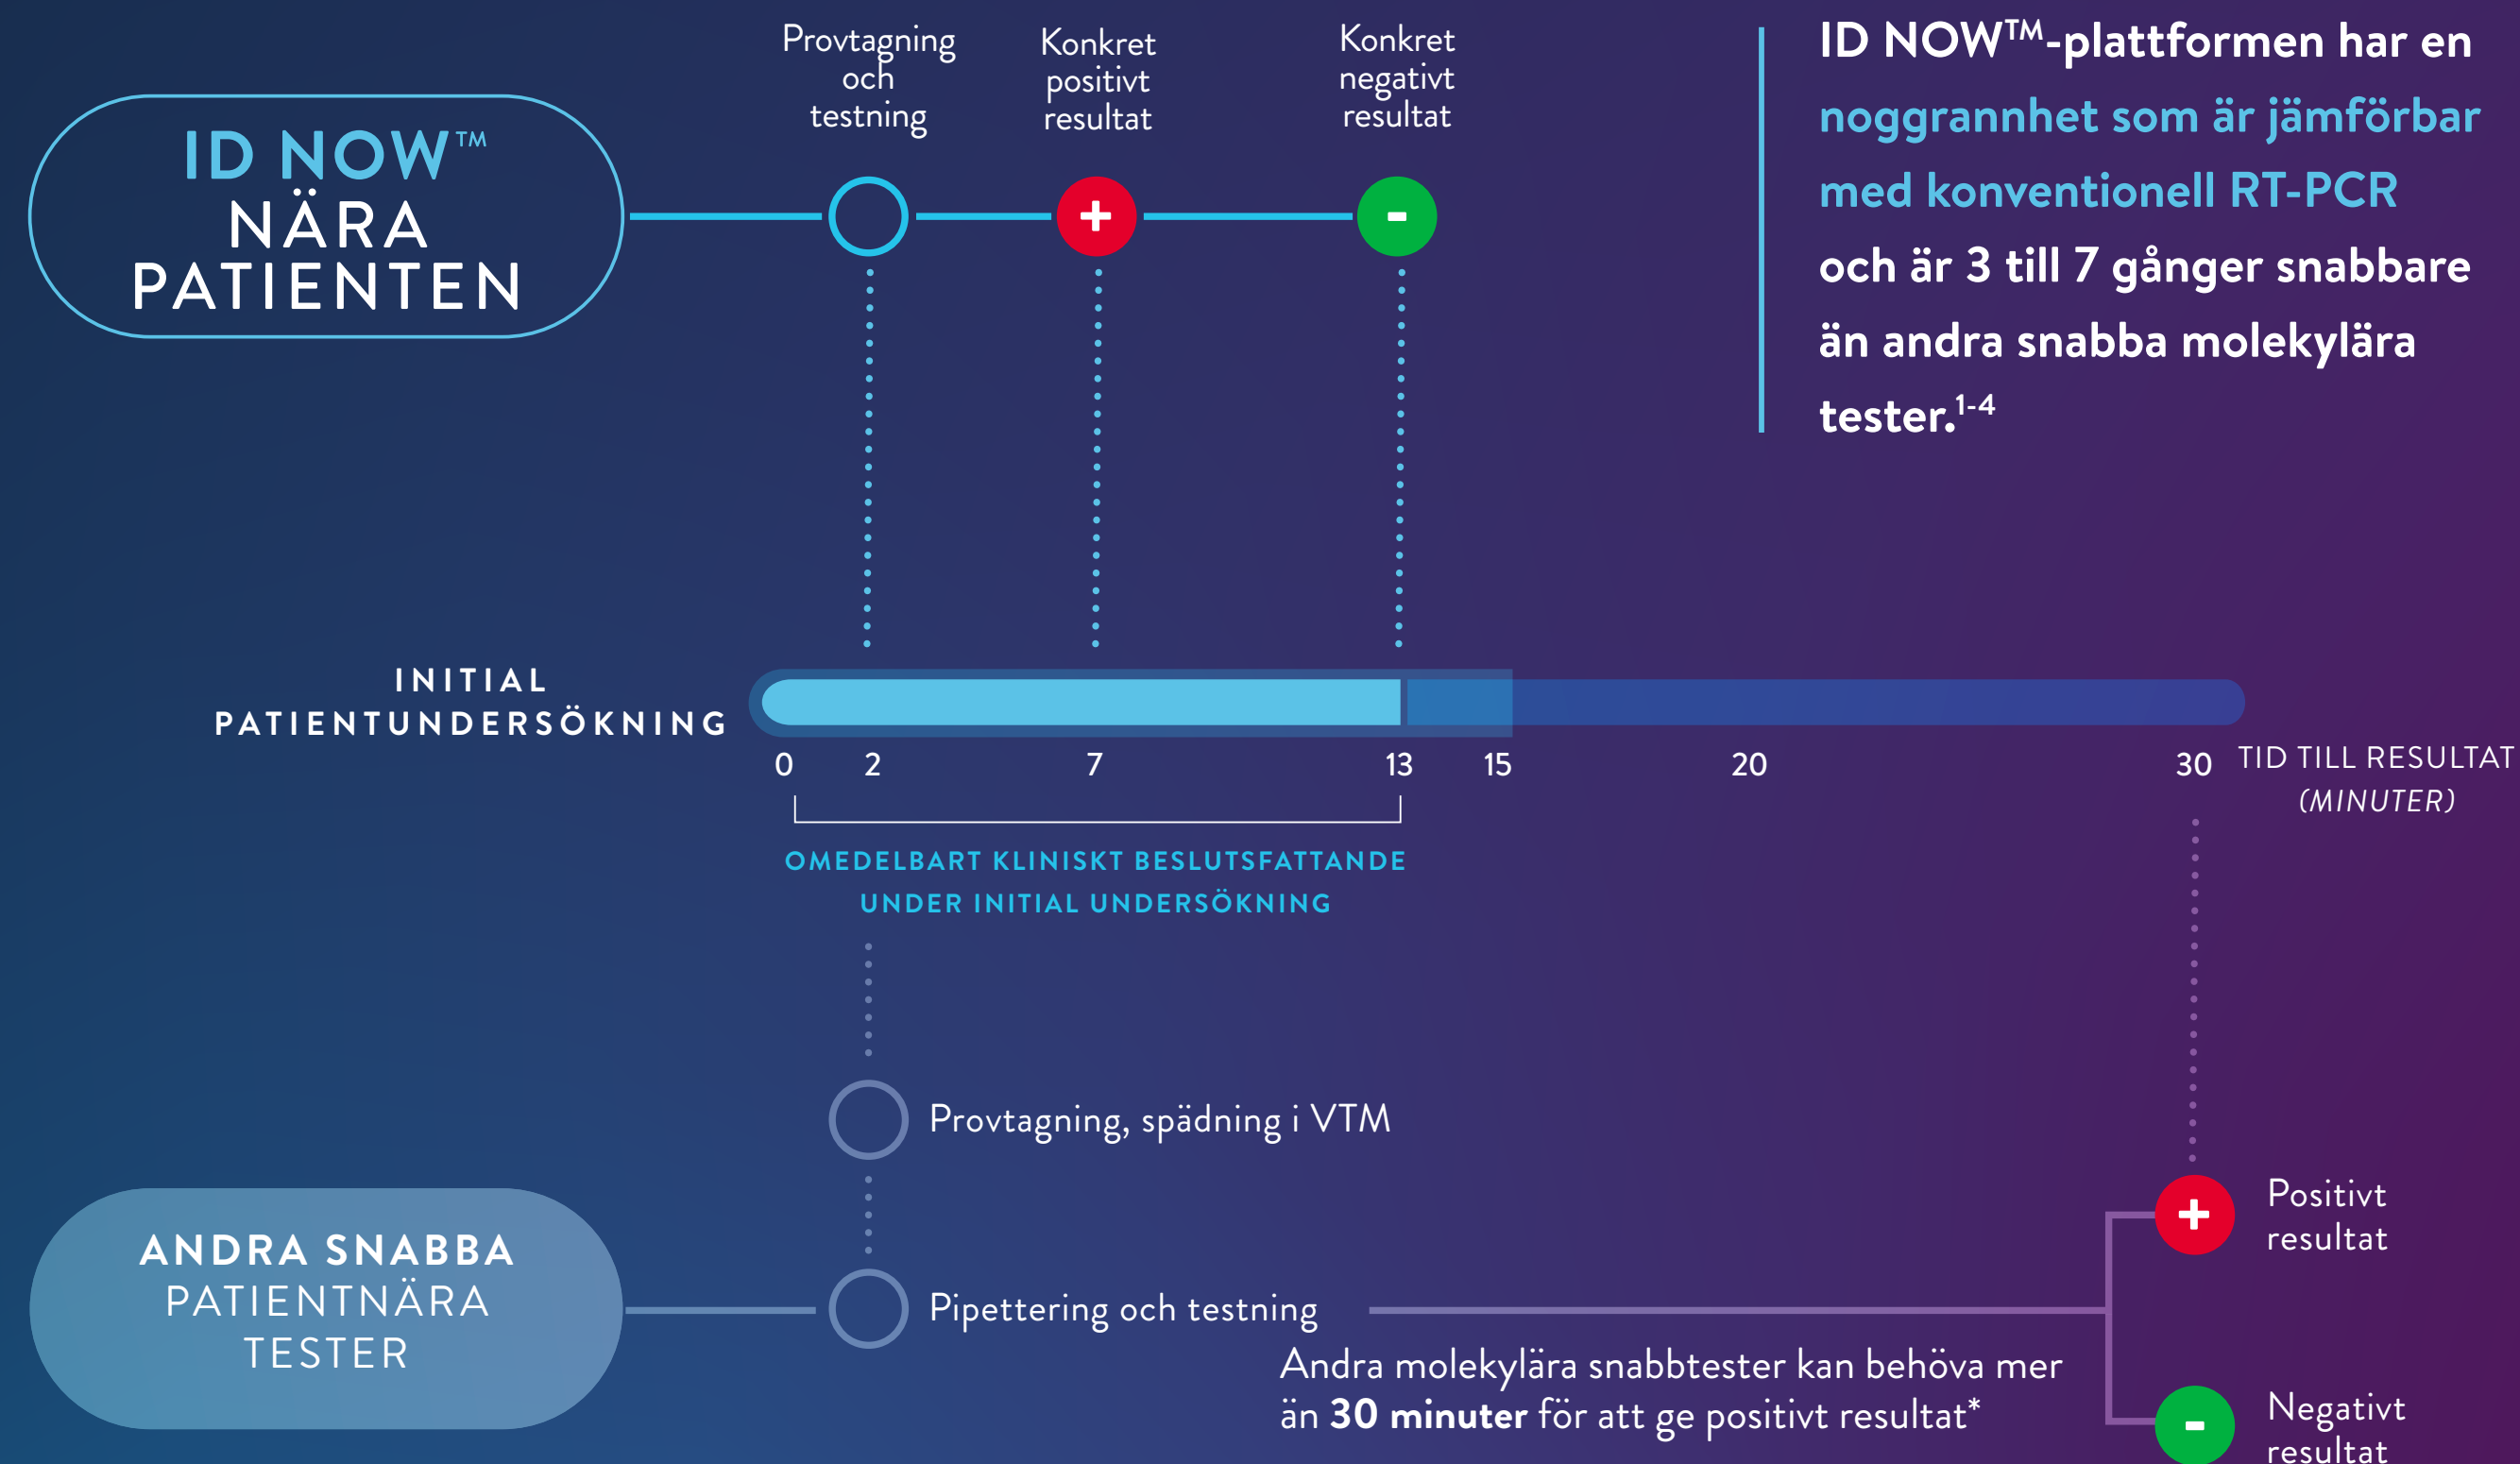 Provtagning
och
testning
Konkret
positivt
resultat
Konkret
negativt
resultat
ID NOW™
NÄRA
PATIENTEN
+
-
ID NOW™-plattformen har en
noggrannhet som är jämförbar
med konventionell RT-PCR
och är 3 till 7 gånger snabbare
än andra snabba molekylära
tester.1-4
INITIAL
PATIENTUNDERSÖKNING
0 2 7 13 15 20 30
TID TILL RESULTAT
(MINUTER)
OMEDELBART KLINISKT BESLUTSFATTANDE
UNDER INITIAL UNDERSÖKNING
Provtagning, spädning i VTM
ANDRA SNABBA
PATIENTNÄRA
TESTER
Pipettering och testning
Andra molekylära snabbtester kan behöva mer
än 30 minuter för att ge positivt resultat*
+
Positivt
resultat
-
Negativt
resultat